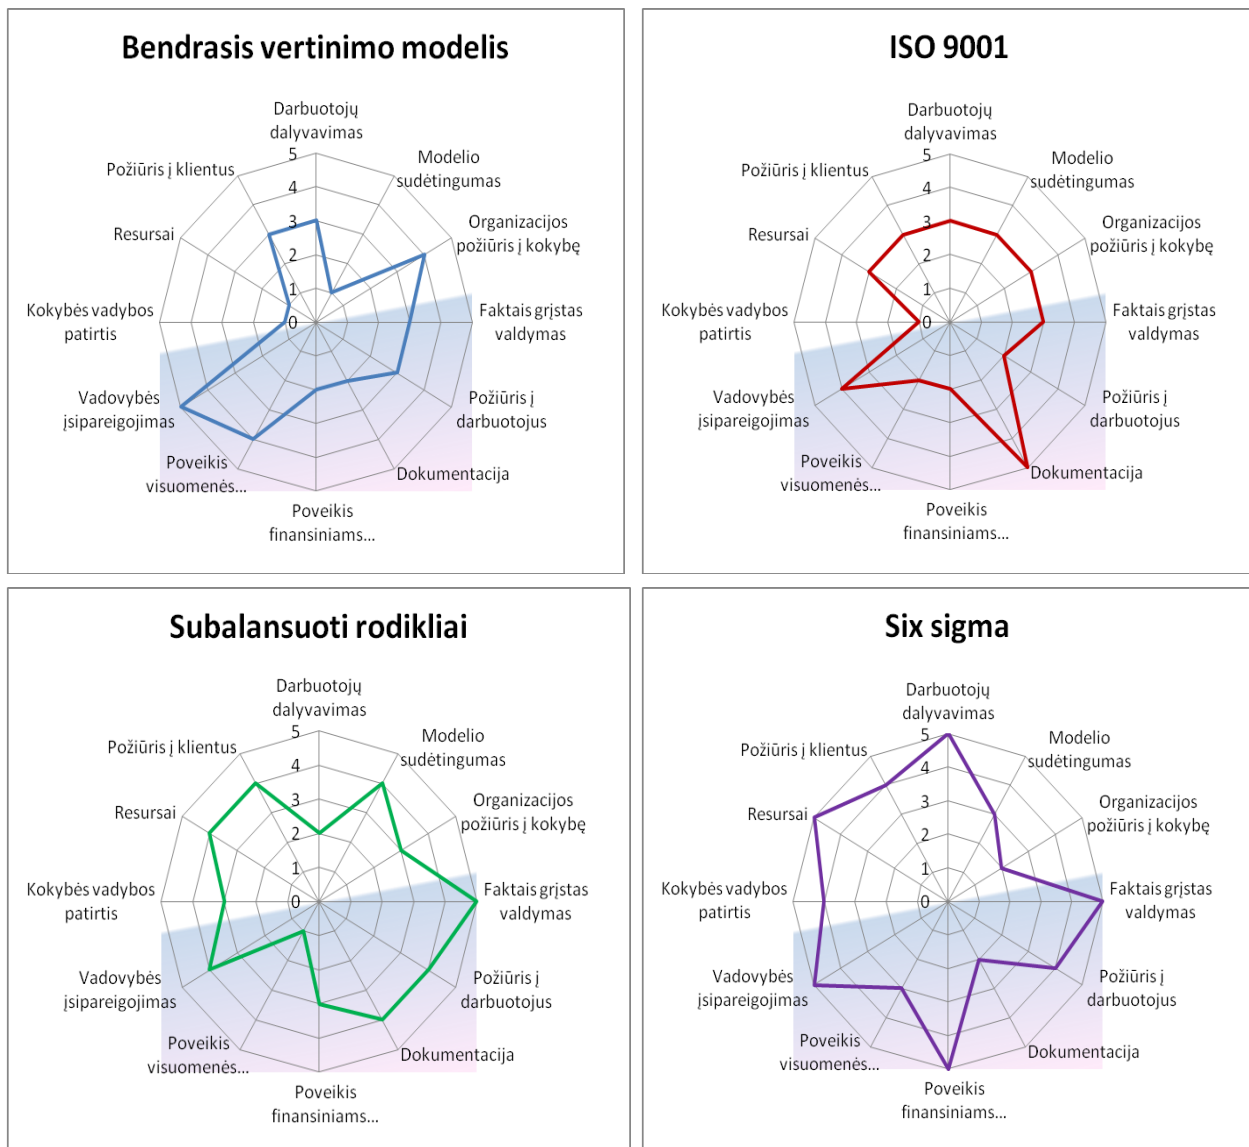 Bendrasis vertinimo modelis
Darbuotojų
dalyvavimas
Modelio
sudėtingumas
Organizacijos
požiūris į kokybę
Faktais grįstas
valdymas
Požiūris į
darbuotojus
Dokumentacija
Poveikis
finansiniams...
Poveikis
visuomenės...
Vadovybės
įsipareigojimas
Kokybės vadybos
patirtis
Resursai
Požiūris į klientus
5
4
3
2
1
0
ISO 9001
Darbuotojų
dalyvavimas
Modelio
sudėtingumas
Organizacijos
požiūris į kokybę
Faktais grįstas
valdymas
Požiūris į
darbuotojus
Dokumentacija
Poveikis
finansiniams...
Poveikis
visuomenės...
Vadovybės
įsipareigojimas
Kokybės vadybos
patirtis
Resursai
Požiūris į klientus
5
4
3
2
1
0
Subalansuoti rodikliai
Darbuotojų
dalyvavimas
Modelio
sudėtingumas
Organizacijos
požiūris į kokybę
Faktais grįstas
valdymas
Požiūris į
darbuotojus
Dokumentacija
Poveikis
finansiniams...
Poveikis
visuomenės...
Vadovybės
įsipareigojimas
Kokybės vadybos
patirtis
Resursai
Požiūris į klientus
5
4
3
2
1
0
Six sigma
Darbuotojų
dalyvavimas
Modelio
sudėtingumas
Organizacijos
požiūris į kokybę
Faktais grįstas
valdymas
Požiūris į
darbuotojus
Dokumentacija
Poveikis
finansiniams...
Poveikis
visuomenės...
Vadovybės
įsipareigojimas
Kokybės vadybos
patirtis
Resursai
Požiūris į klientus
5
4
3
2
1
0